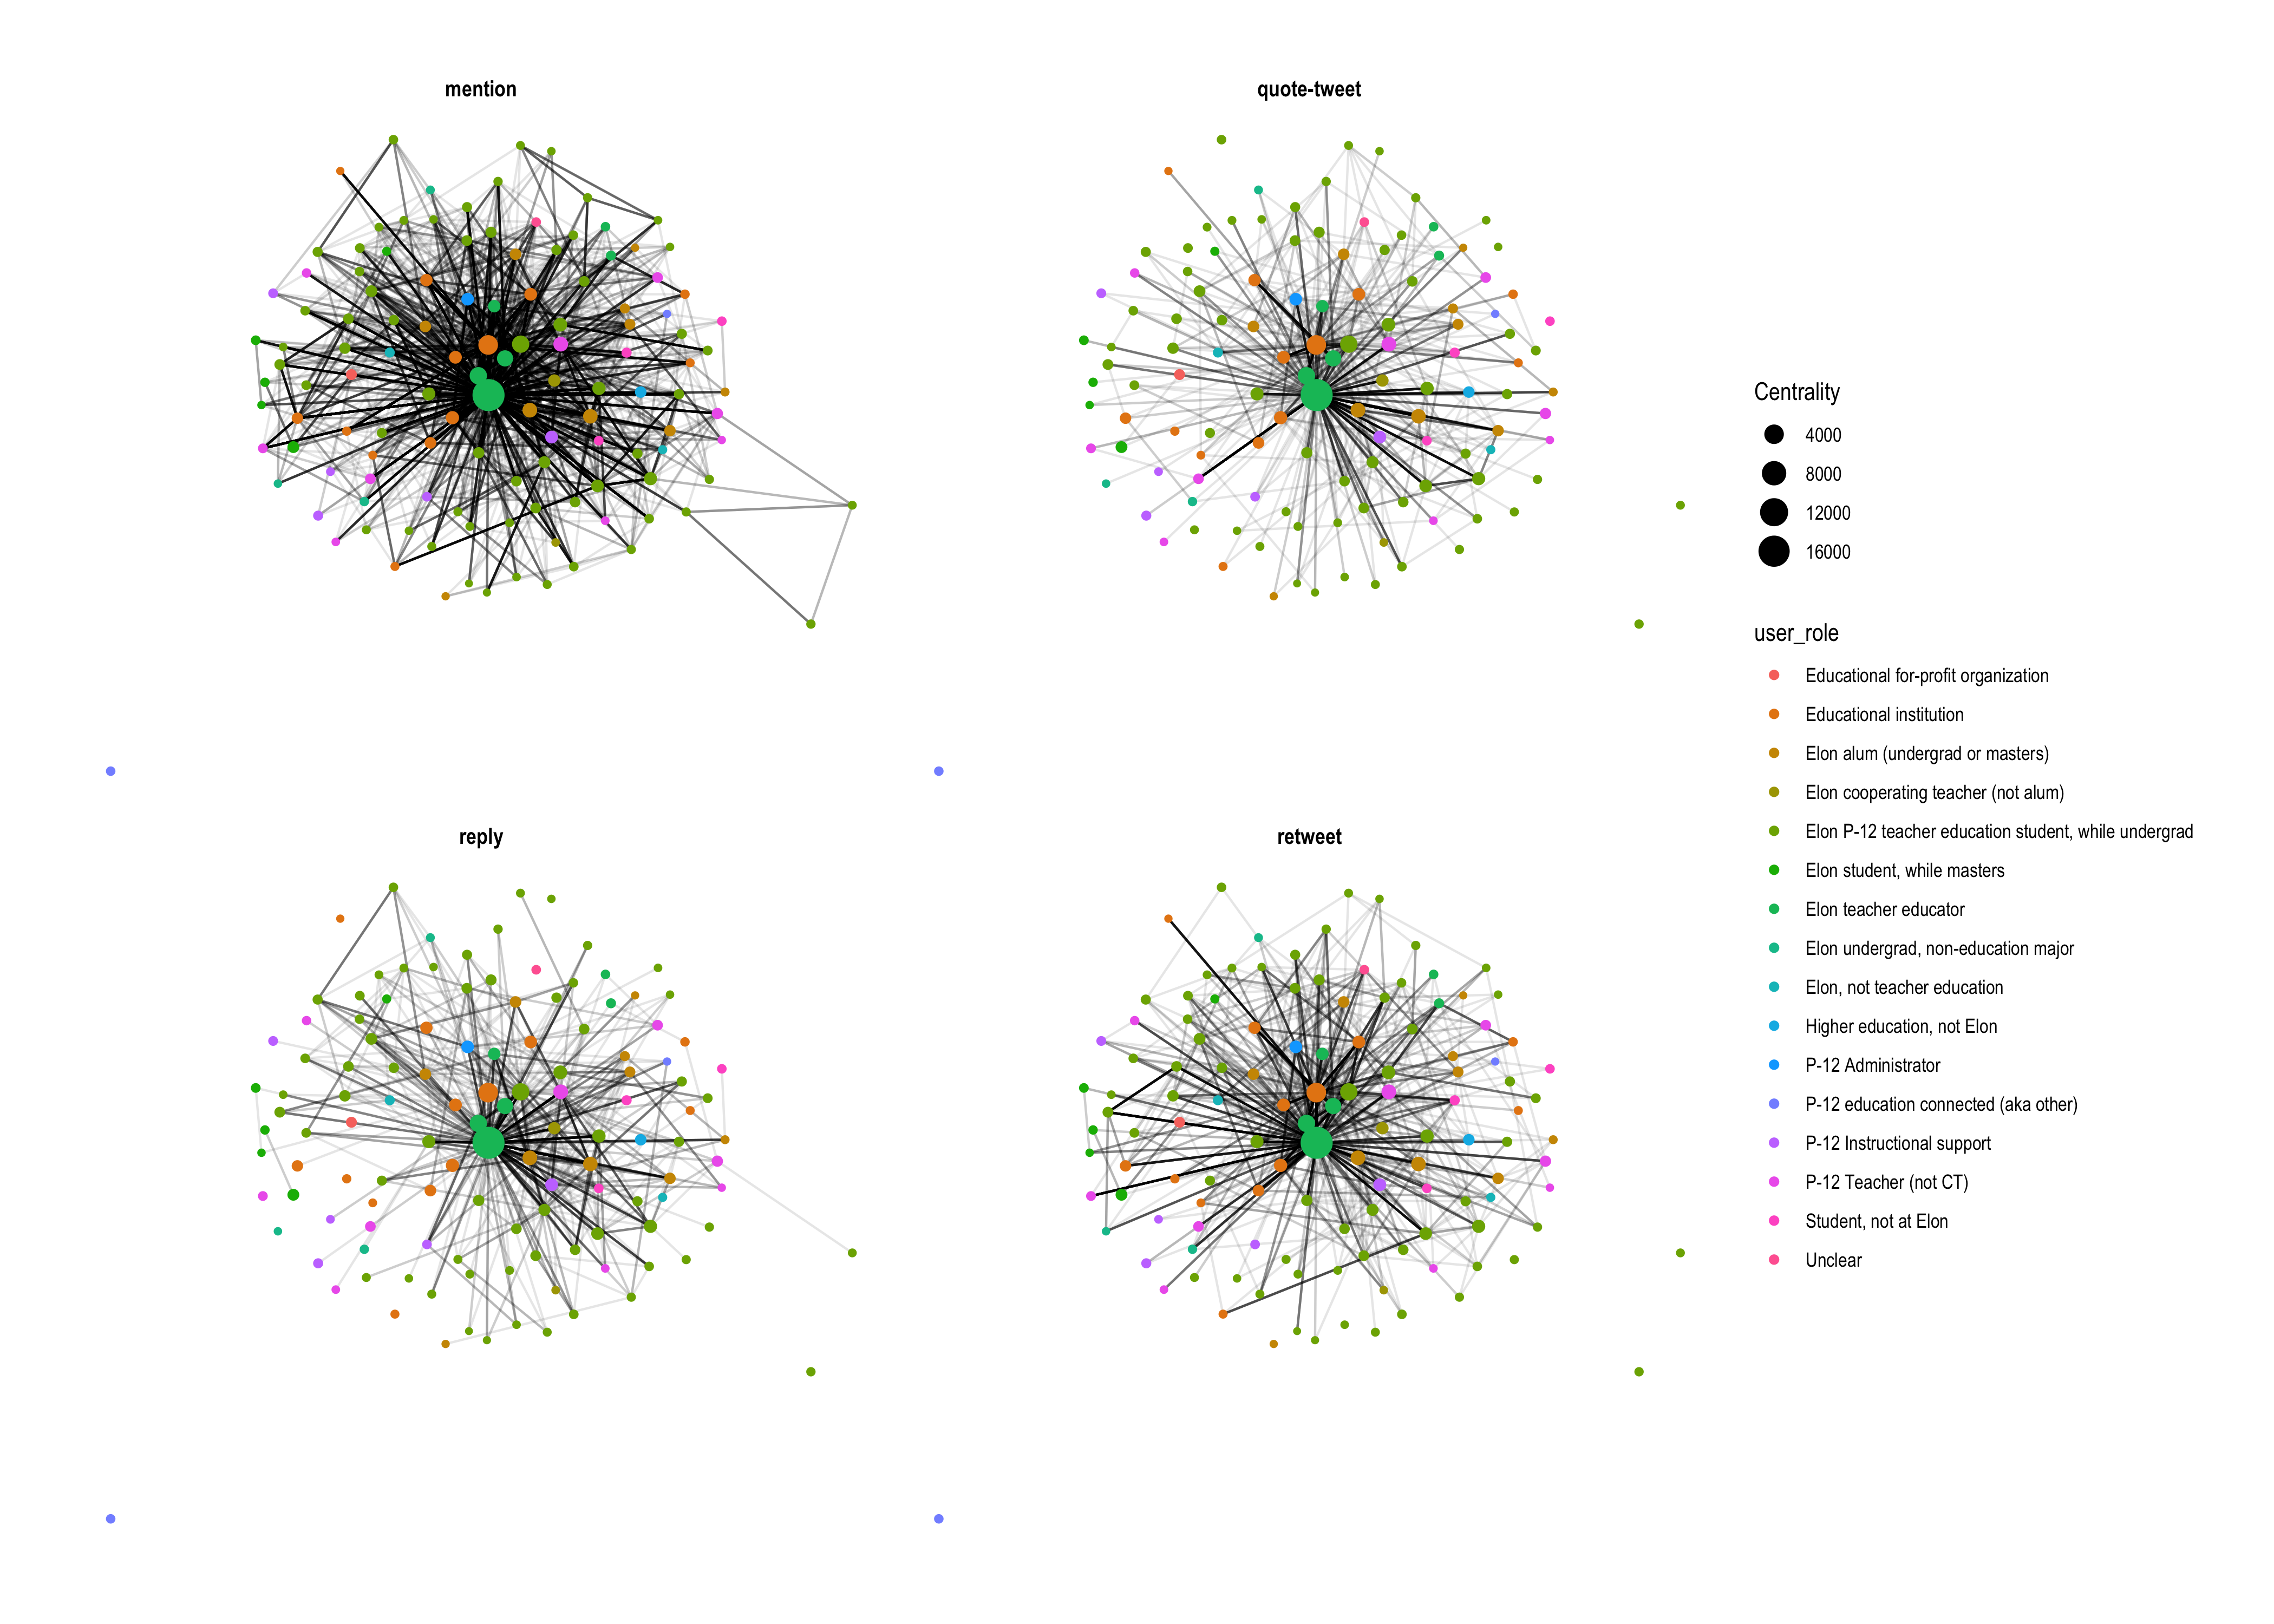 mention
quote-tweet
reply
retweet
Centrality
4000
8000
12000
16000
user_role
Educational for-profit organization
Educational institution
Elon alum (undergrad or masters)
Elon cooperating teacher (not alum)
Elon P-12 teacher education student, while undergrad
Elon student, while masters
Elon teacher educator
Elon undergrad, non-education major
Elon, not teacher education
Higher education, not Elon
P-12 Administrator
P-12 education connected (aka other)
P-12 Instructional support
P-12 Teacher (not CT)
Student, not at Elon
Unclear